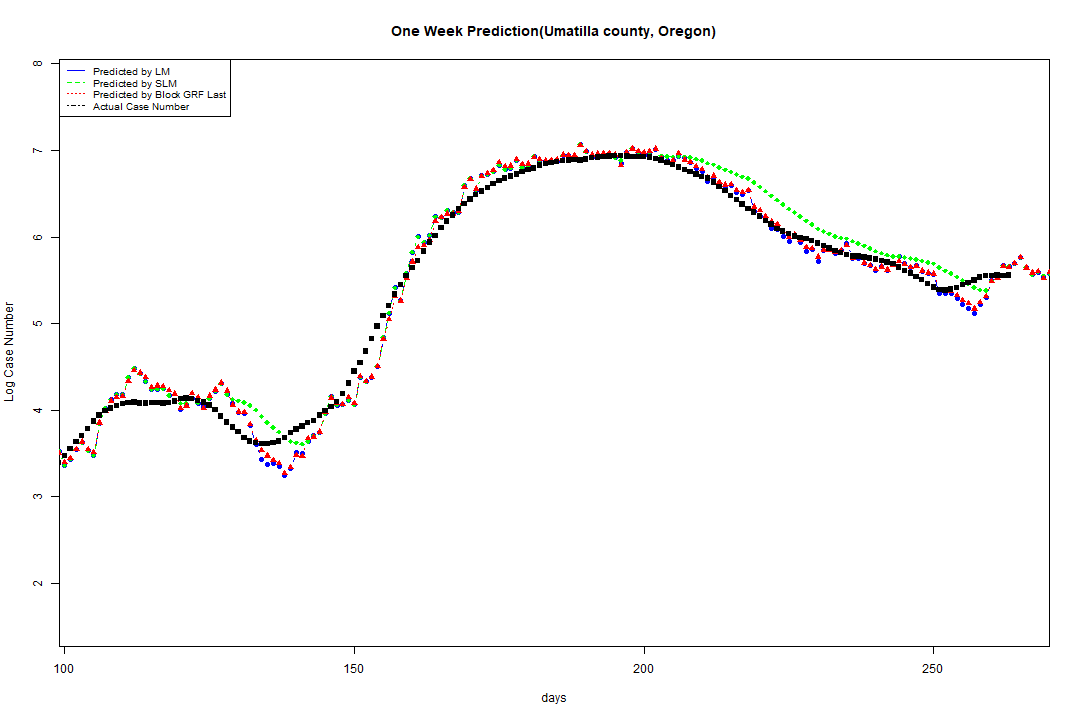 One Week Prediction(Umatilla county, Oregon)
Predicted by LM
Predicted by SLM
Predicted by Block GRF Last
Actual Case Number
Log Case Number
8
7
6
5
4
3
2
100 150 200 250
days